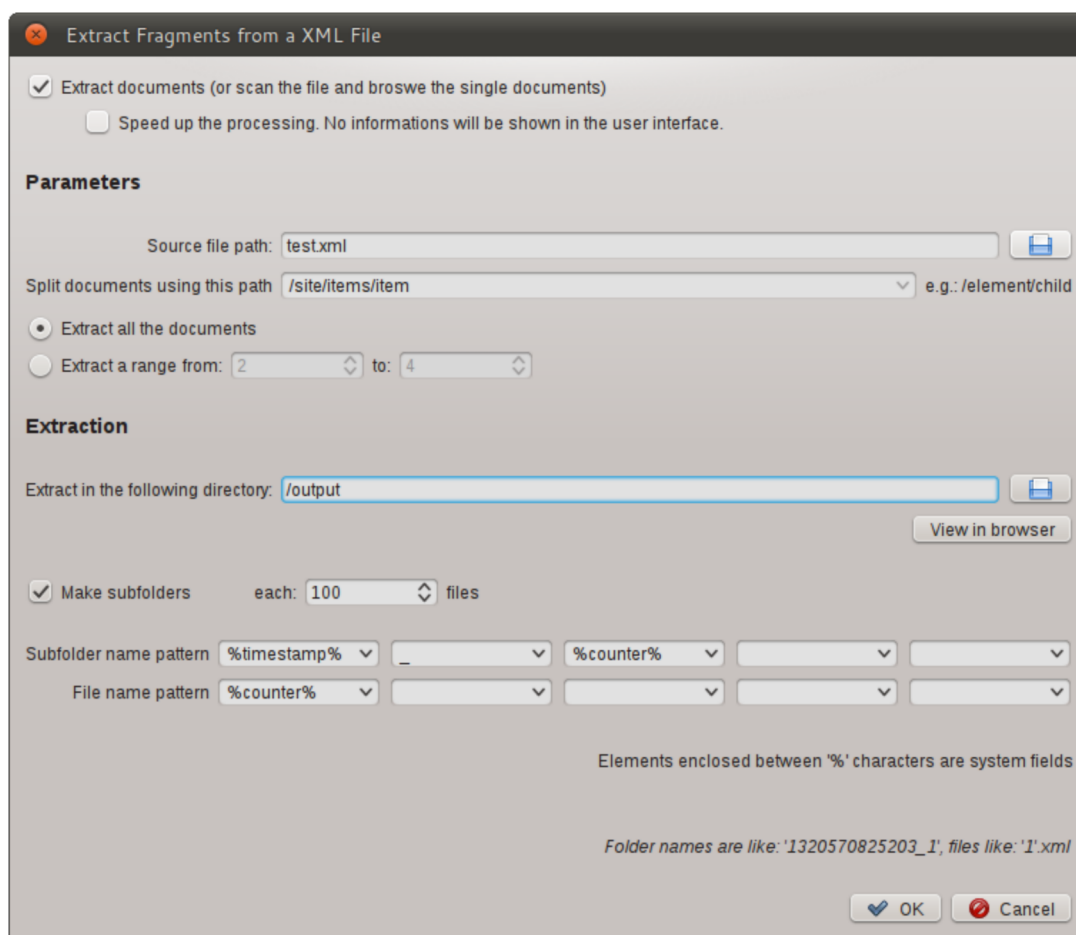 Extract Fragments from a XML File
Extract documents (or scan the file and broswe the single documents)
Speed up the processing. No informations will be shown in the user interface.
Parameters
Source file path: test.xml
Split documents using this path /site/items/item e.g.: /element/child
Extract all the documents
Extract a range from: 2 to: 4
Extraction
Extract in the following directory: /output
View in browser
Make subfolders each: 100 files
Subfolder name pattern %timestamp% _ %counter%
File name pattern %counter%
Elements enclosed between '%' characters are system fields
Folder names are like: '1320570825203_1', files like: '1'.xml
OK Cancel